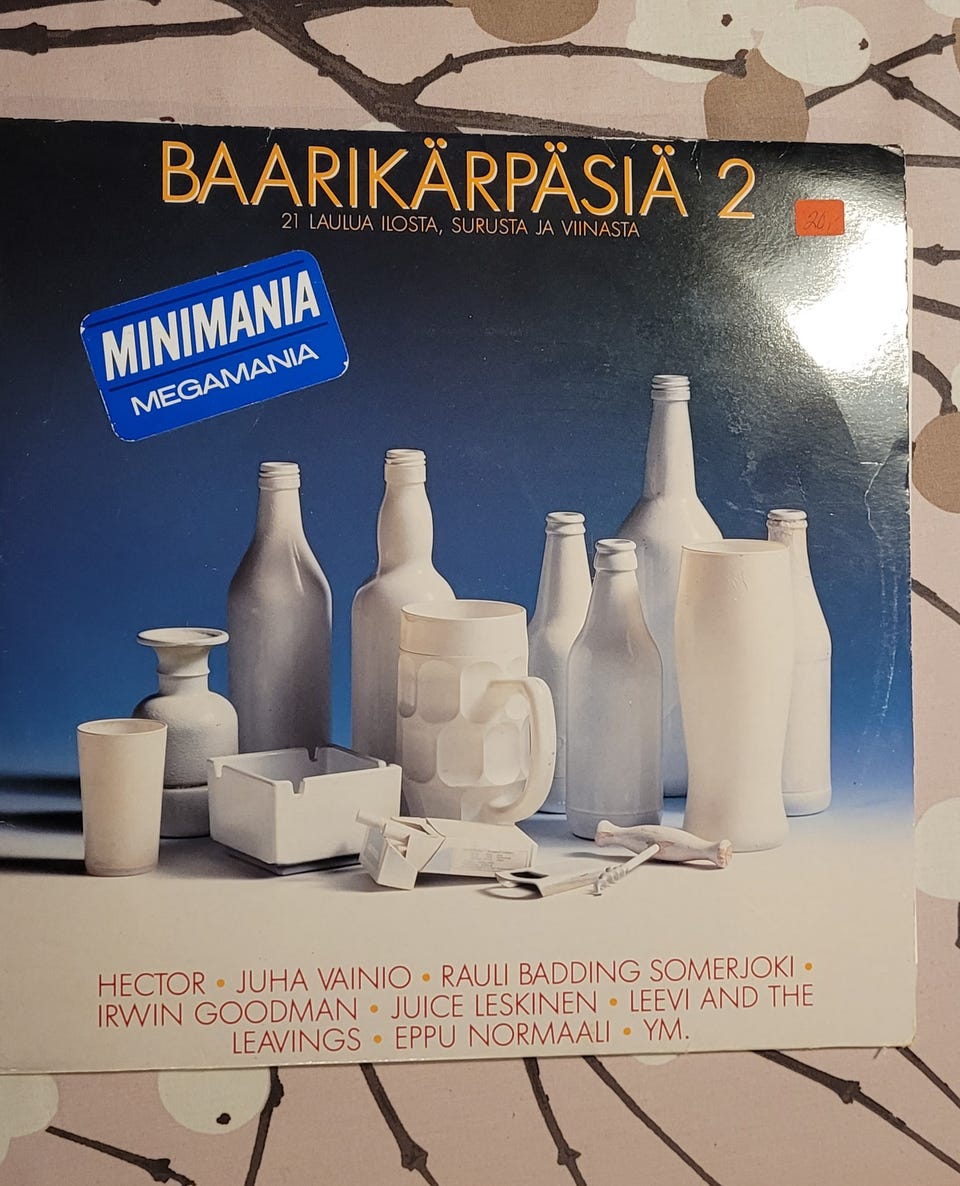 BAARIKÄRPÄSIÄ 2
21 LAULUA ILOSTA, SURUSTA JA VIINASTA
20,-
MINIMANIA
MEGAMANIA
HECTOR • JUHA VAINIO • RAULI BADDING SOMERJOKI •
IRWIN GOODMAN • JUICE LESKINEN • LEEVI AND THE
LEAVINGS • EPPU NORMAALI • YM.